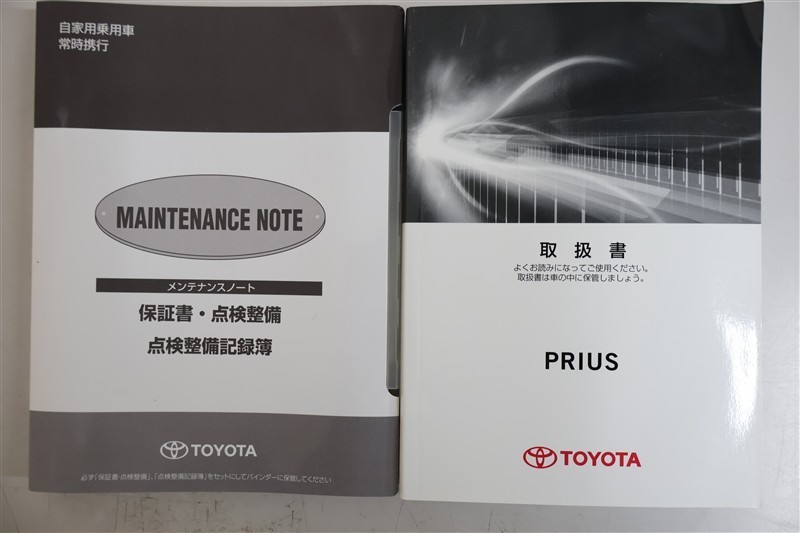 自家用乗用車
常時携行
MAINTENANCE NOTE
メンテナンスノート
保証書・点検整備
点検整備記録簿
TOYOTA
必ず「保証書・点検整備」、「点検整備記録簿」をセットにしてバインダーに保管してください
取扱書
よくお読みになってご使用ください。
取扱書は車の中に保管しましょう。
PRIUS
TOYOTA